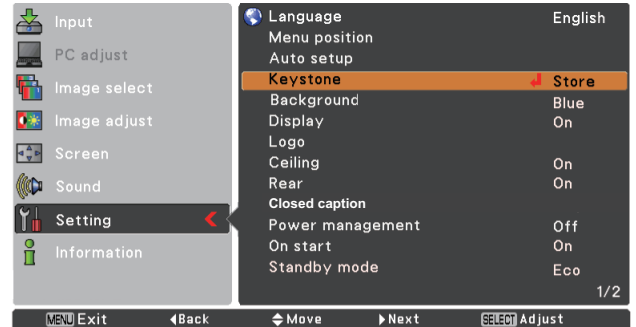 Input
PC adjust
Image select
Image adjust
Screen
Sound
Setting
Information
Language English
Menu position
Auto setup
Keystone Store
Background Blue
Display On
Logo
Ceiling On
Rear On
Closed caption
Power management Off
On start On
Standby mode Eco
1/2
MENU Exit Back Move Next SELECT Adjust